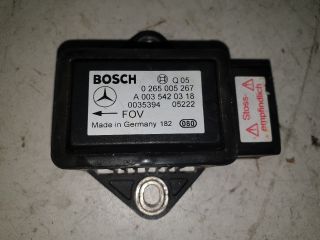 BOSCH Q 05
0 265 005 267
A 003 542 03 18
0035394 05222
FOV
Made in Germany 182 080
Stoss-
empfindlich